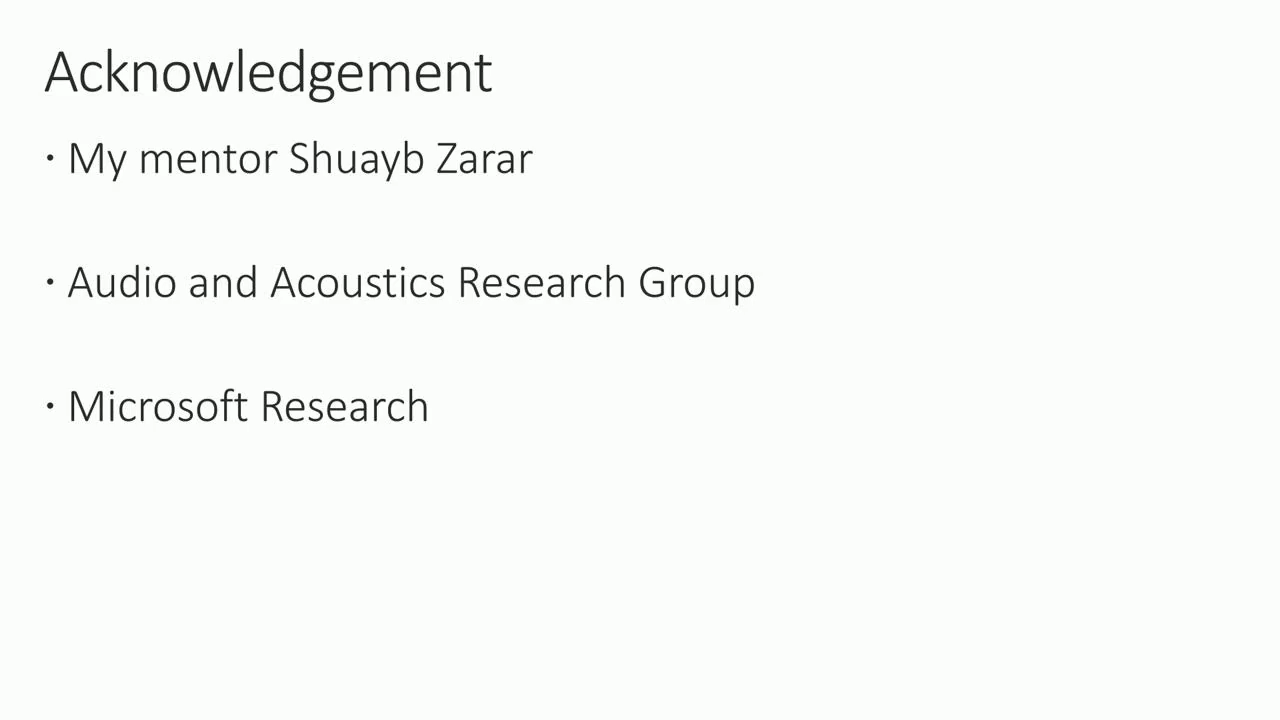 Acknowledgement
· My mentor Shuayb Zarar
· Audio and Acoustics Research Group
· Microsoft Research